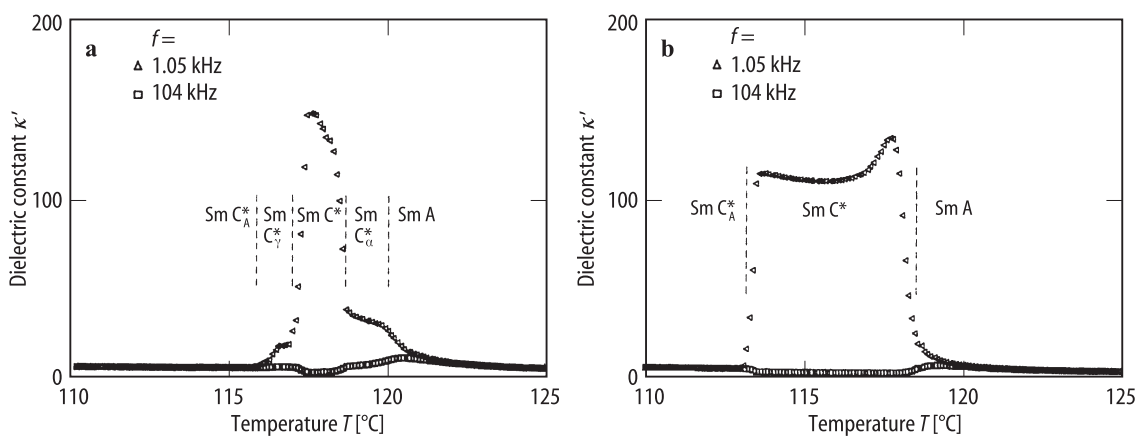 200
a
f =
1.05 kHz
104 kHz
100
Sm C*A
Sm
C*γ
Sm C*
Sm
C*α
Sm A
0
110
115
120
125
Temperature T [°C]
Dielectric constant κ′
200
b
f =
1.05 kHz
104 kHz
100
Sm C*A
Sm C*
Sm A
0
110
115
120
125
Temperature T [°C]
Dielectric constant κ′